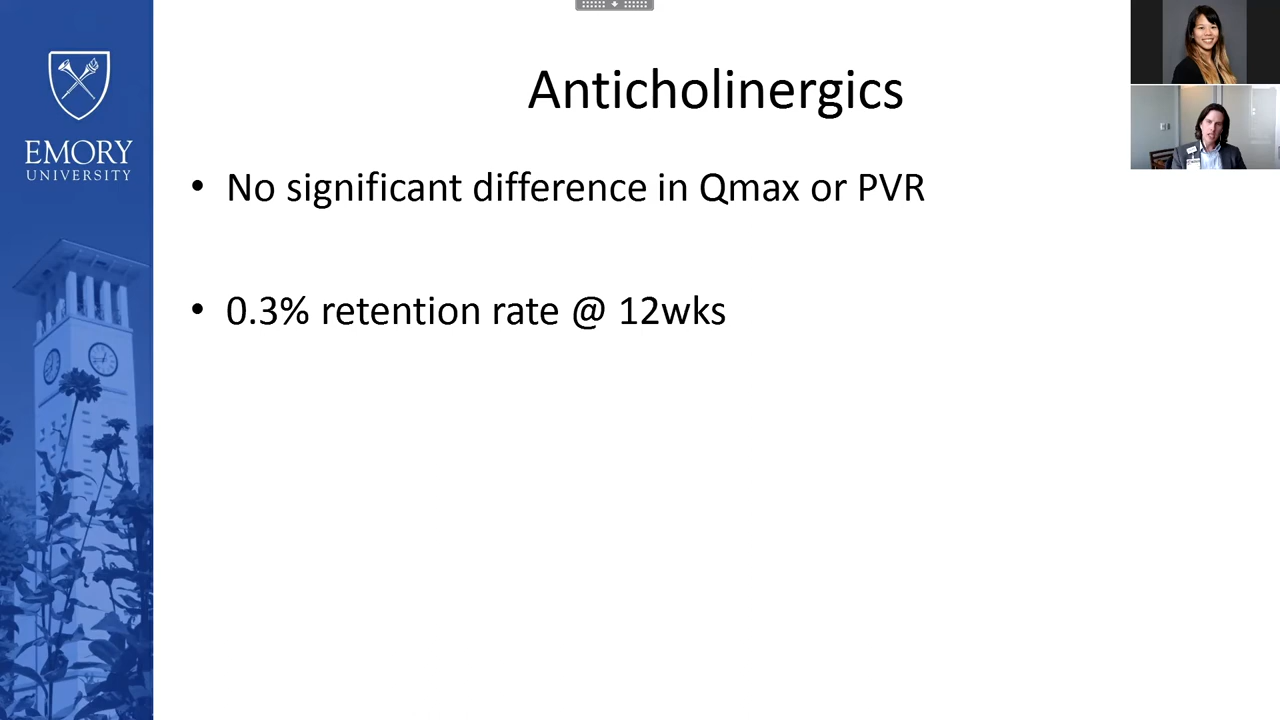 EMORY
UNIVERSITY
Anticholinergics
• No significant difference in Qmax or PVR
• 0.3% retention rate @ 12wks